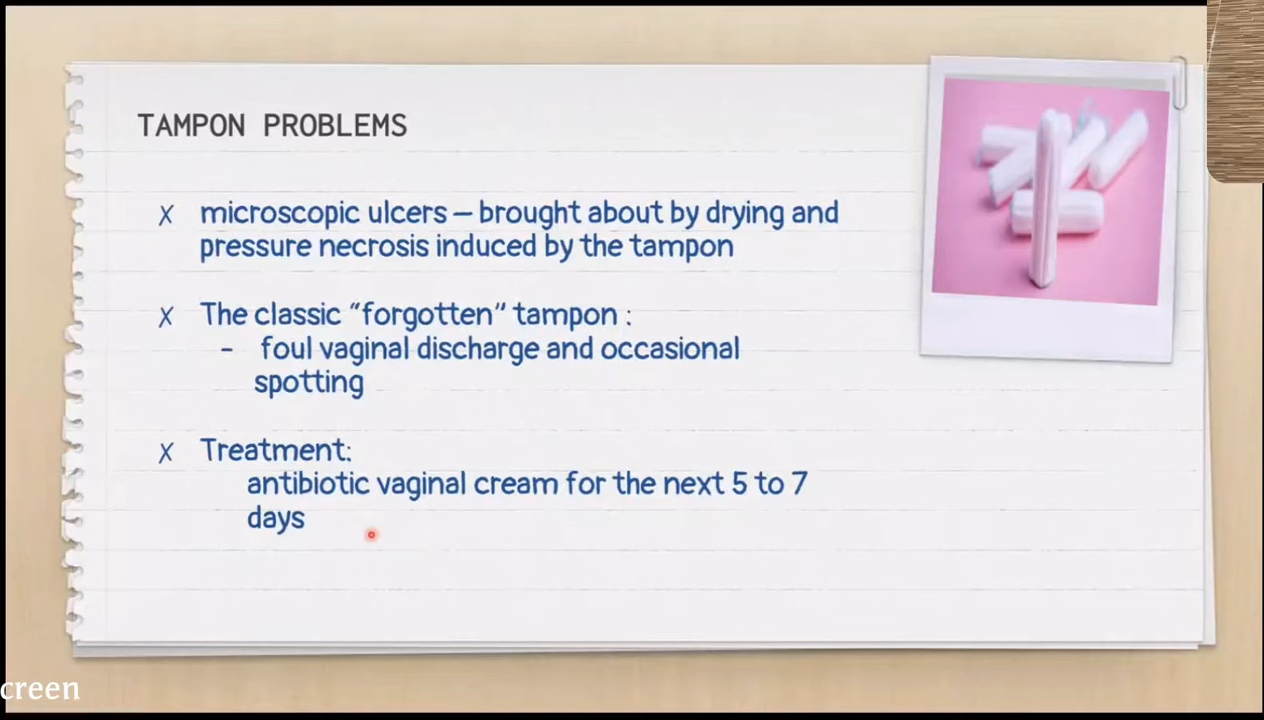 TAMPON PROBLEMS
x microscopic ulcers – brought about by drying and
pressure necrosis induced by the tampon
x The classic “forgotten” tampon :
- foul vaginal discharge and occasional
spotting
x Treatment:
antibiotic vaginal cream for the next 5 to 7
days
creen